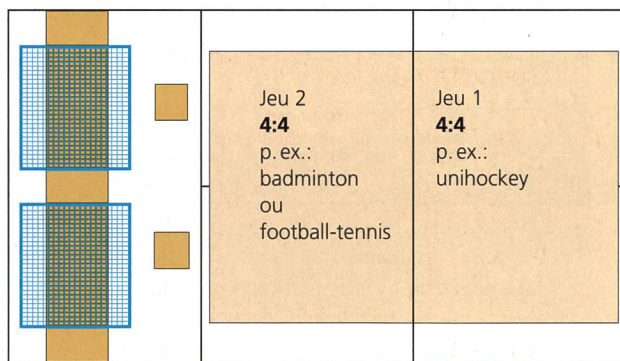 Jeu 2
4:4
p. ex.:
badminton
ou
football-tennis
Jeu 1
4:4
p. ex.:
unihockey